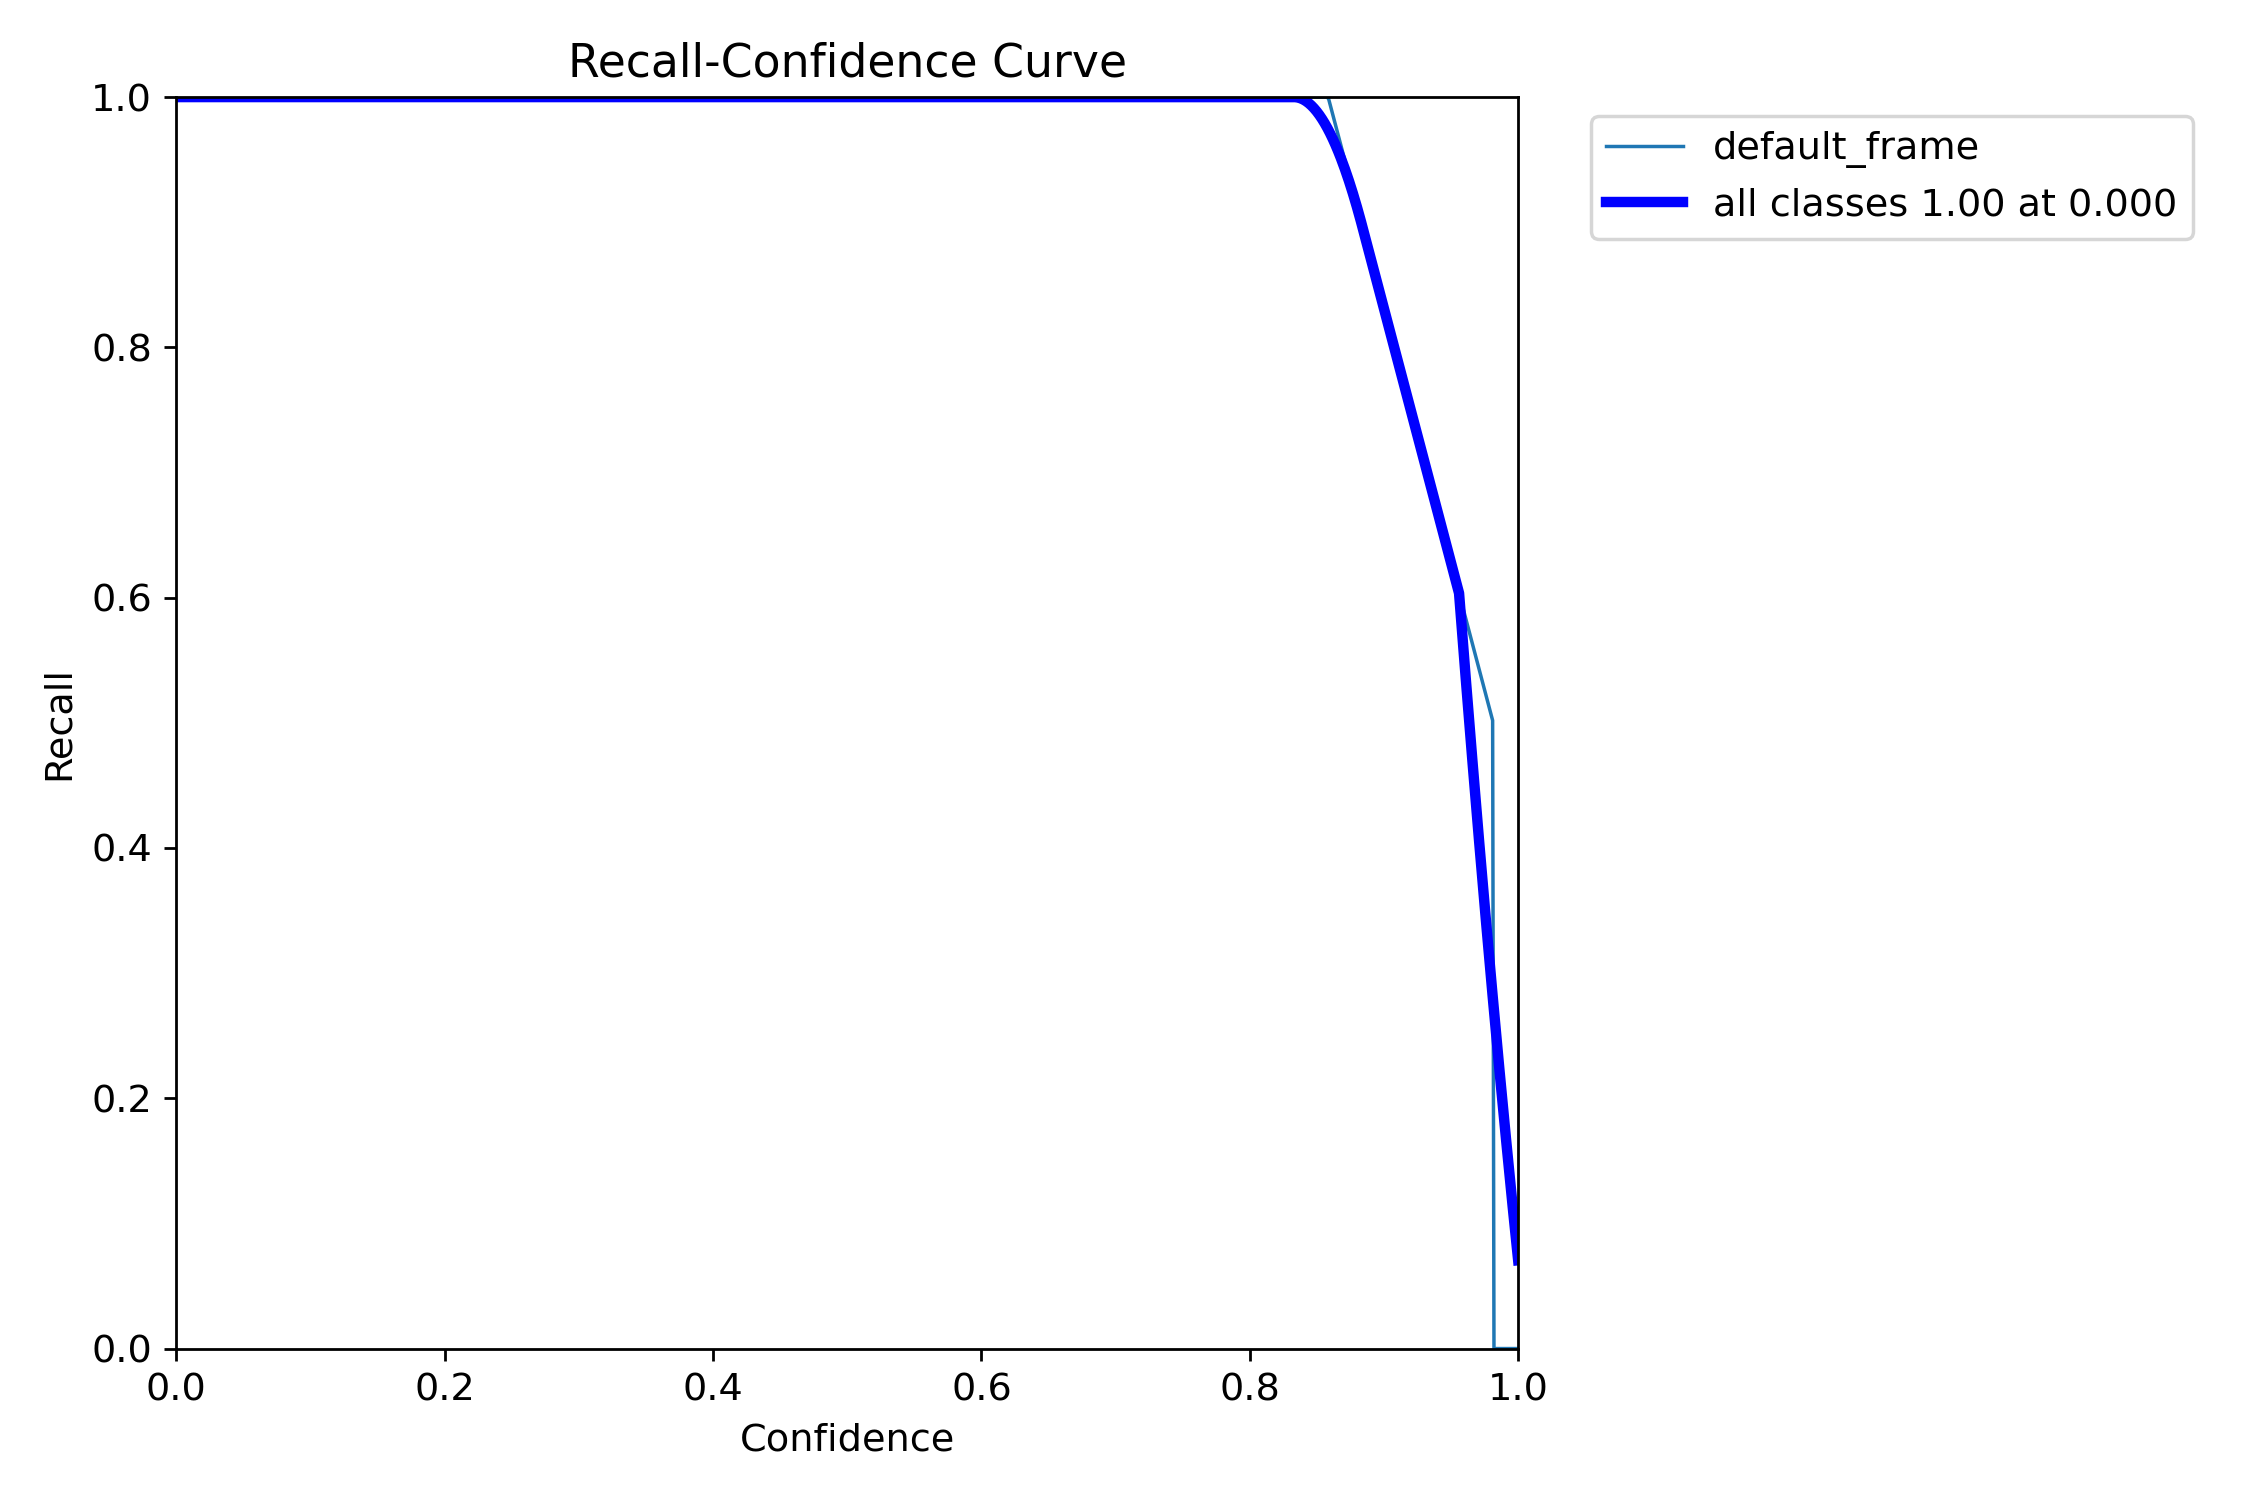 Recall-Confidence Curve
1.0
0.8
0.6
0.4
0.2
0.0
Recall
0.0 0.2 0.4 0.6 0.8 1.0
Confidence
default_frame
all classes 1.00 at 0.000